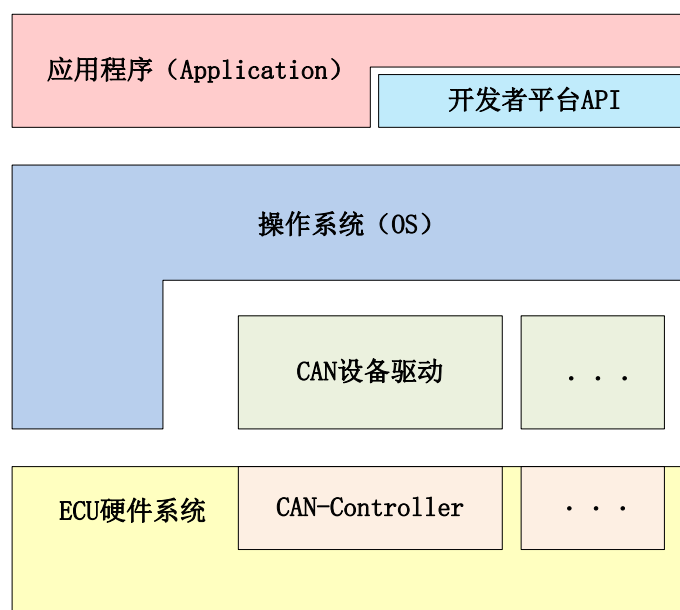 应用程序（Application）
开发者平台API
操作系统（OS）
CAN设备驱动
...
ECU硬件系统
CAN-Controller
...